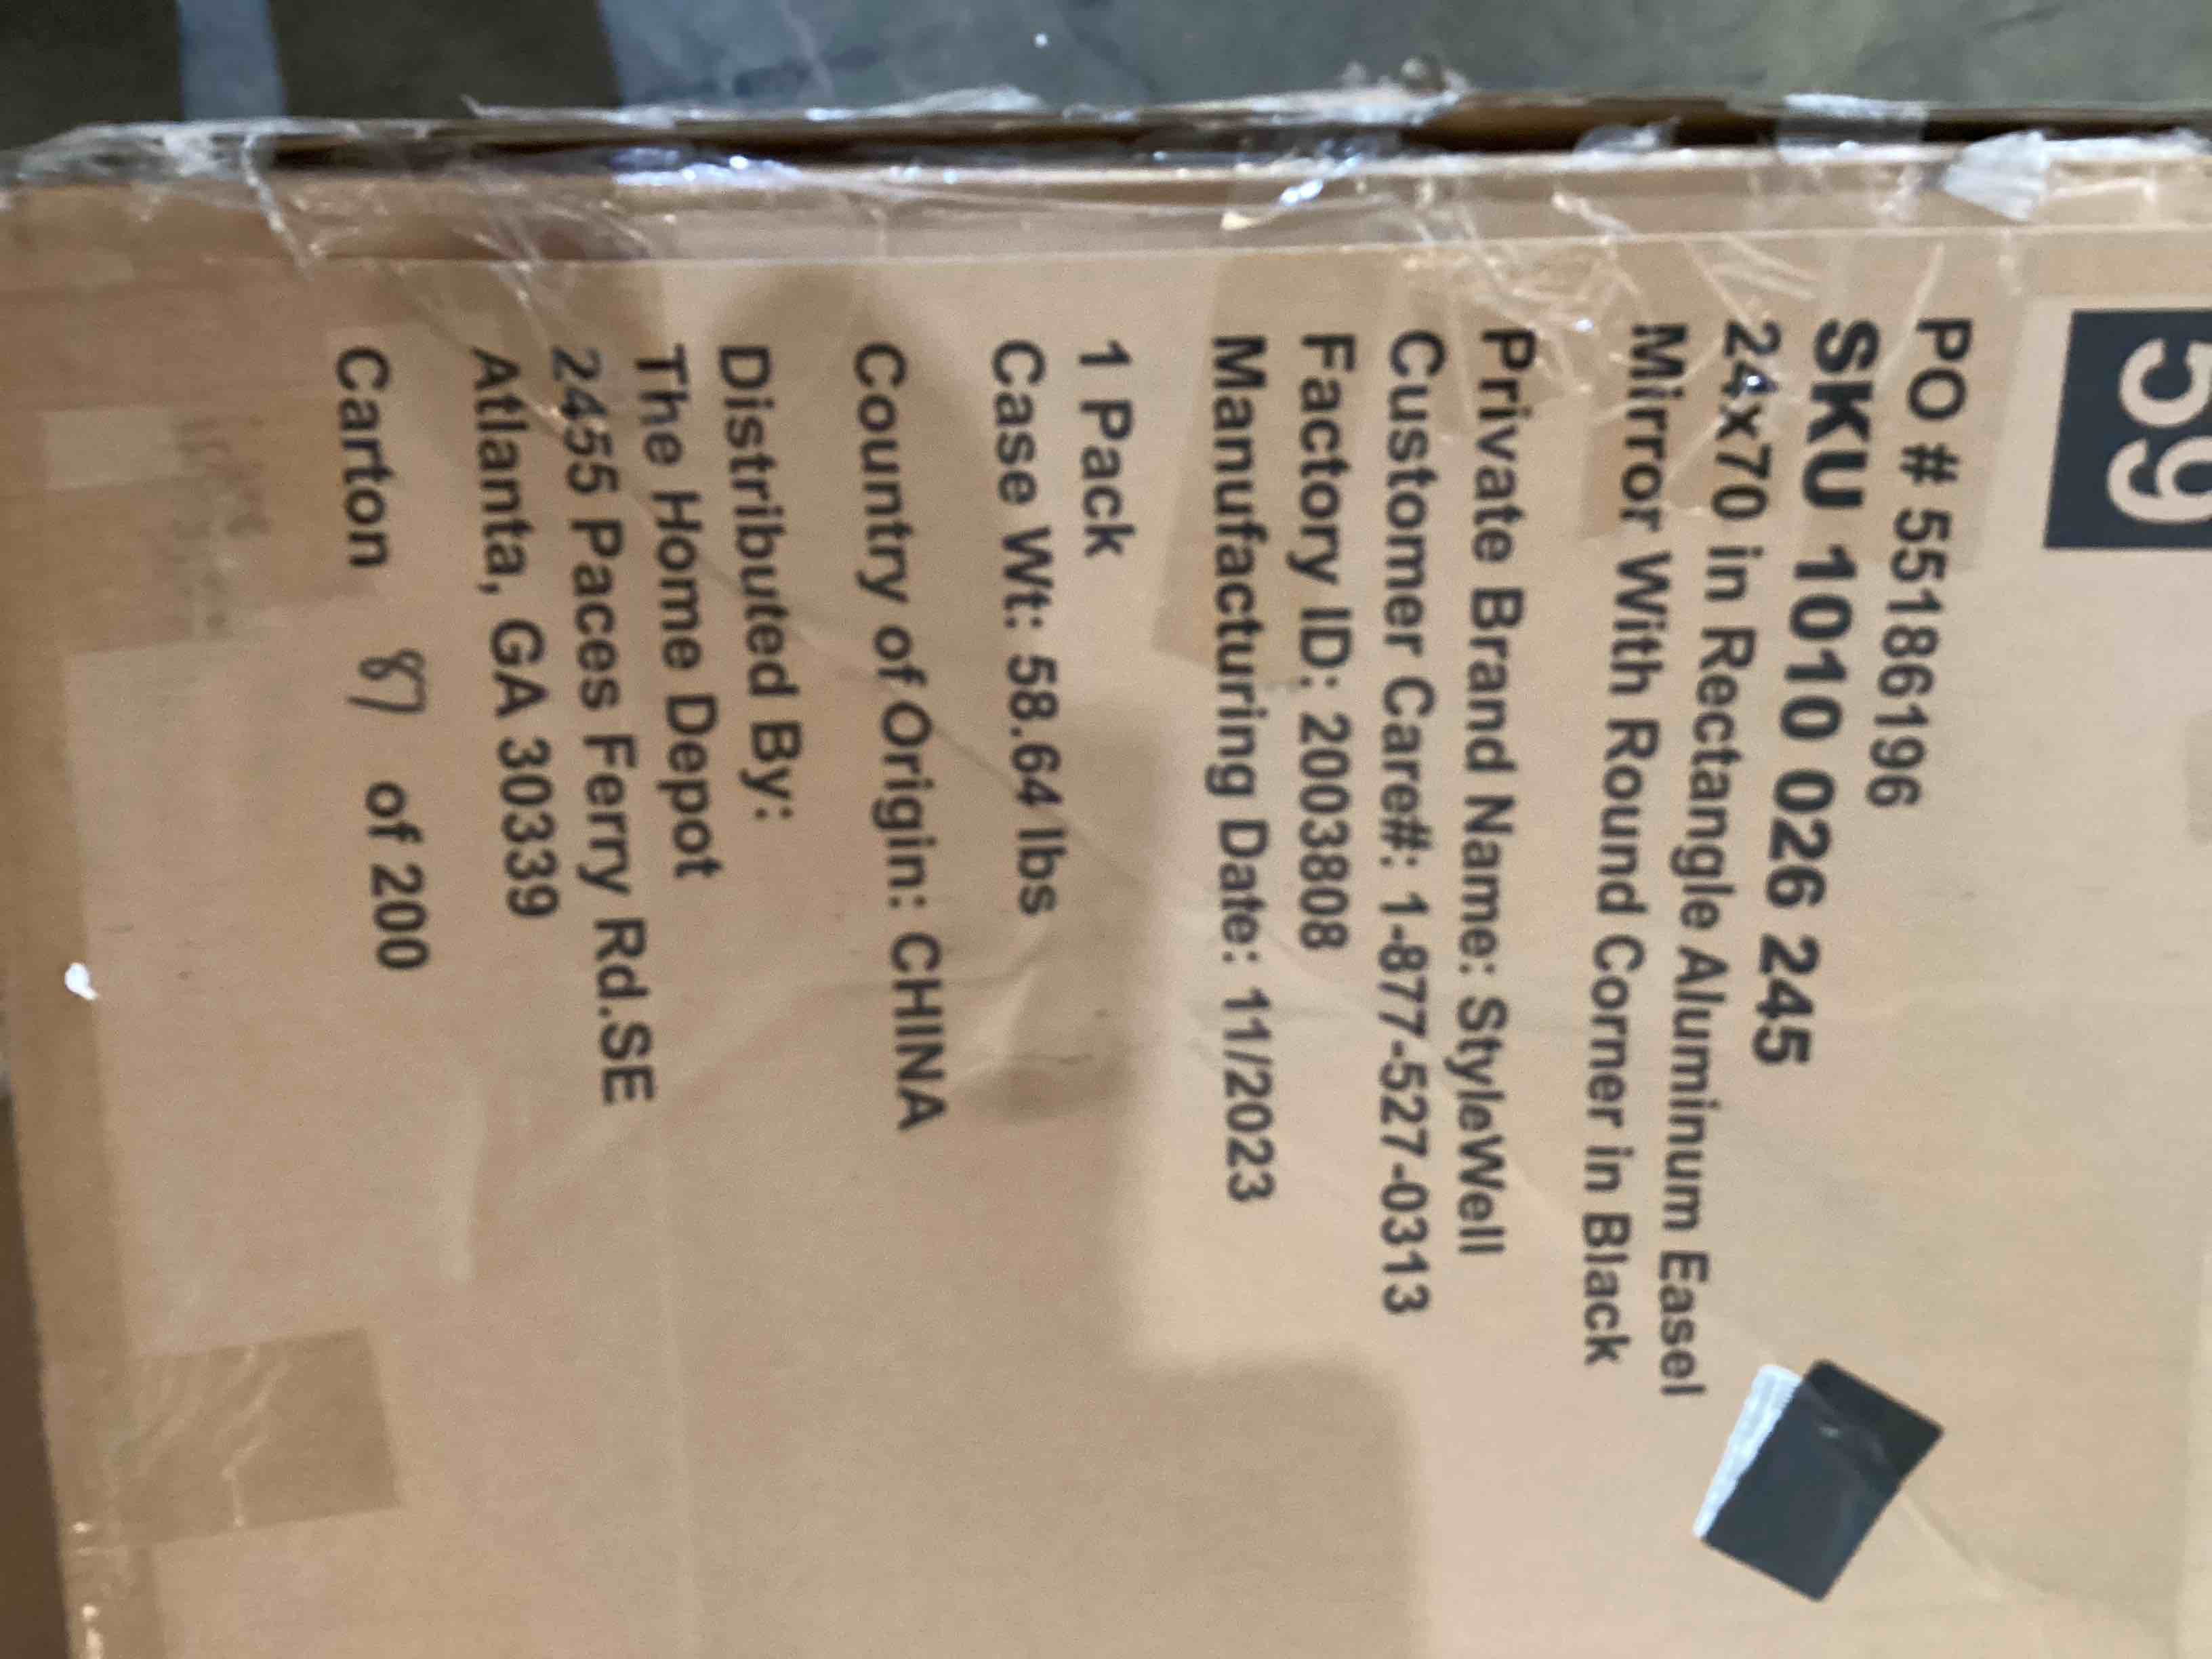 59
PO # 55186196
SKU 1010 026 245
24x70 in Rectangle Aluminum Easel
Mirror With Round Corner in Black
Private Brand Name: StyleWell
Customer Care#: 1-877-527-0313
Factory ID: 2003808
Manufacturing Date: 11/2023
1 Pack
Case Wt: 58.64 lbs
Country of Origin: CHINA
Distributed By:
The Home Depot
2455 Paces Ferry Rd.SE
Atlanta, GA 30339
Carton 87 of 200